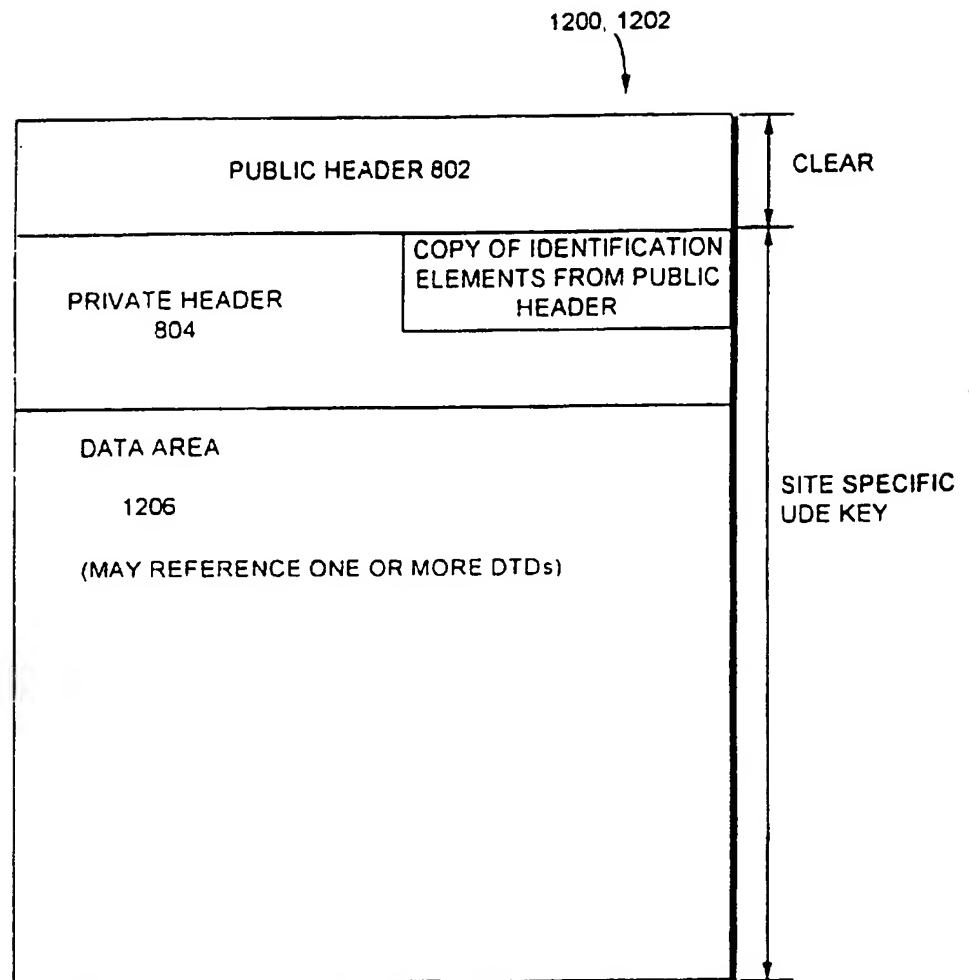 1200, 1202
PUBLIC HEADER 802
CLEAR
COPY OF IDENTIFICATION
ELEMENTS FROM PUBLIC
HEADER
PRIVATE HEADER
804
DATA AREA
1206
(MAY REFERENCE ONE OR MORE DTDs)
SITE SPECIFIC
UDE KEY